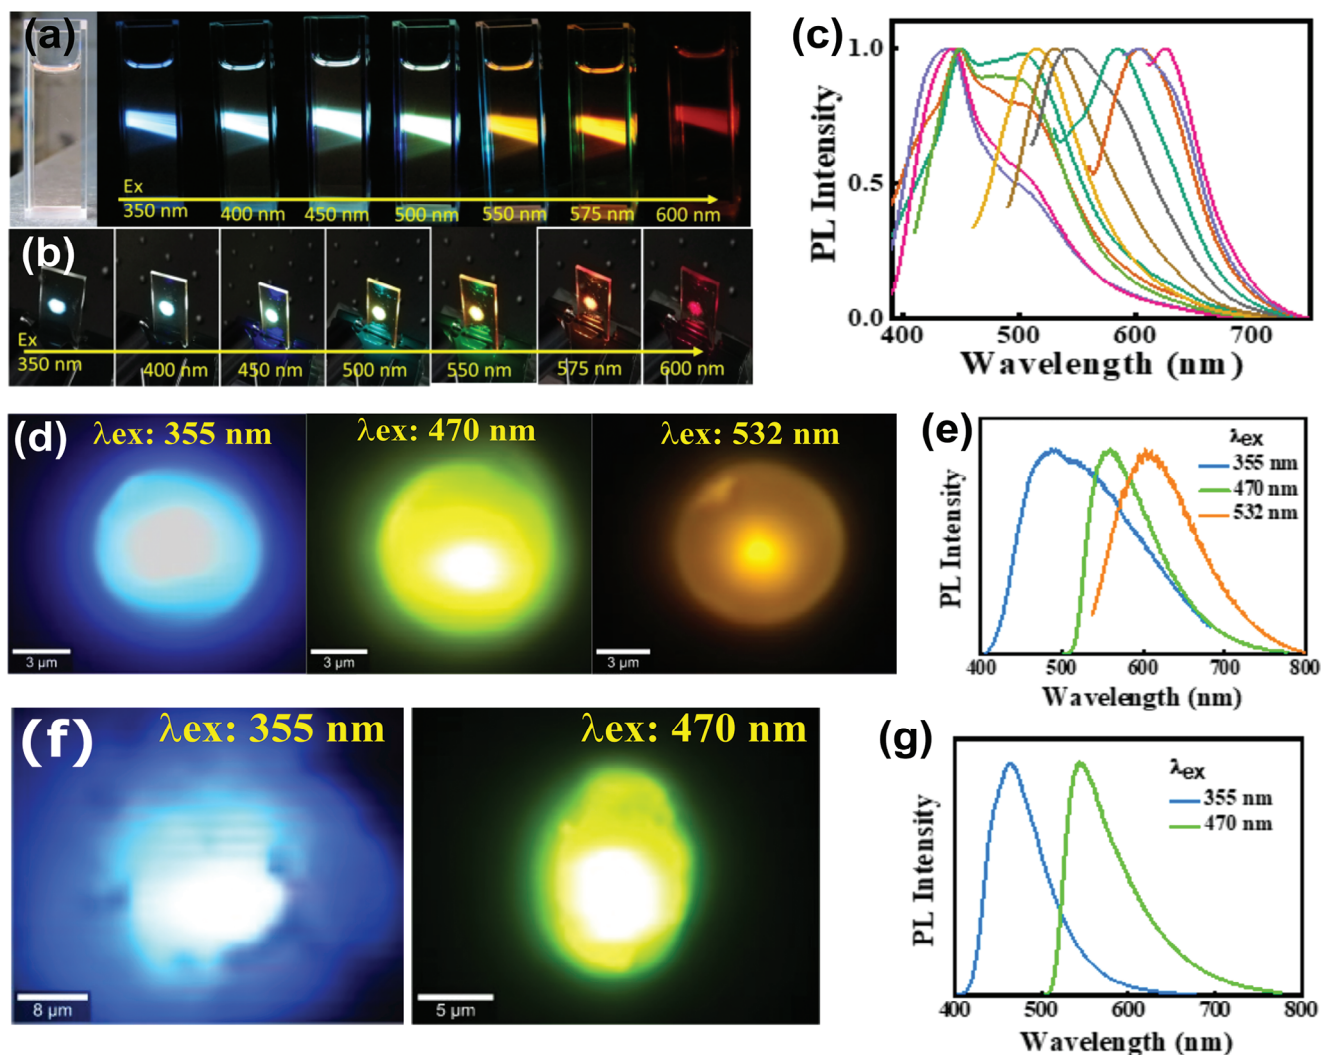 (a)
Ex
350 nm
400 nm
450 nm
500 nm
550 nm
575 nm
600 nm
(b)
Ex
350 nm
400 nm
450 nm
500 nm
550 nm
575 nm
600 nm
(c)
PL Intensity
1.0
0.5
0.0
400 500 600 700
Wavelength (nm)
(d)
λex: 355 nm
3 μm
λex: 470 nm
3 μm
λex: 532 nm
3 μm
(e)
PL Intensity
λex
355 nm
470 nm
532 nm
400 500 600 700 800
Wavelength (nm)
(f)
λex: 355 nm
8 μm
λex: 470 nm
5 μm
(g)
PL Intensity
λex
355 nm
470 nm
400 500 600 700 800
Wavelength (nm)